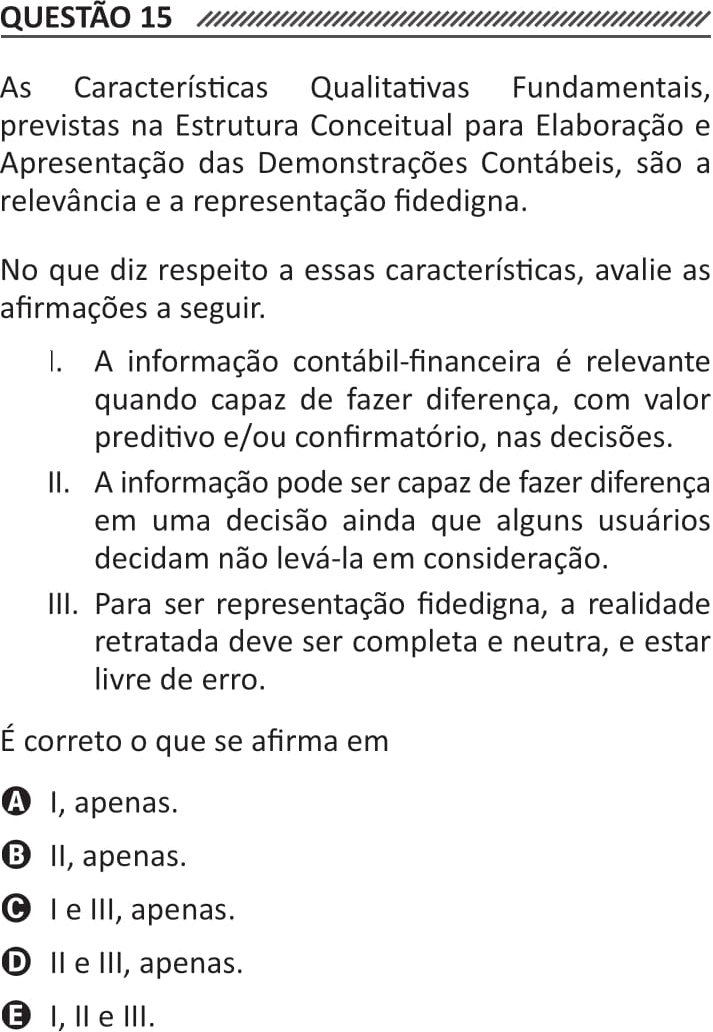 QUESTÃO 15
As Características Qualitativas Fundamentais,
previstas na Estrutura Conceitual para Elaboração e
Apresentação das Demonstrações Contábeis, são a
relevância e a representação fidedigna.
No que diz respeito a essas características, avalie as
afirmações a seguir.
I. A informação contábil-financeira é relevante
quando capaz de fazer diferença, com valor
preditivo e/ou confirmatório, nas decisões.
II. A informação pode ser capaz de fazer diferença
em uma decisão ainda que alguns usuários
decidam não levá-la em consideração.
III. Para ser representação fidedigna, a realidade
retratada deve ser completa e neutra, e estar
livre de erro.
É correto o que se afirma em
A I, apenas.
B II, apenas.
C I e III, apenas.
D II e III, apenas.
E I, II e III.